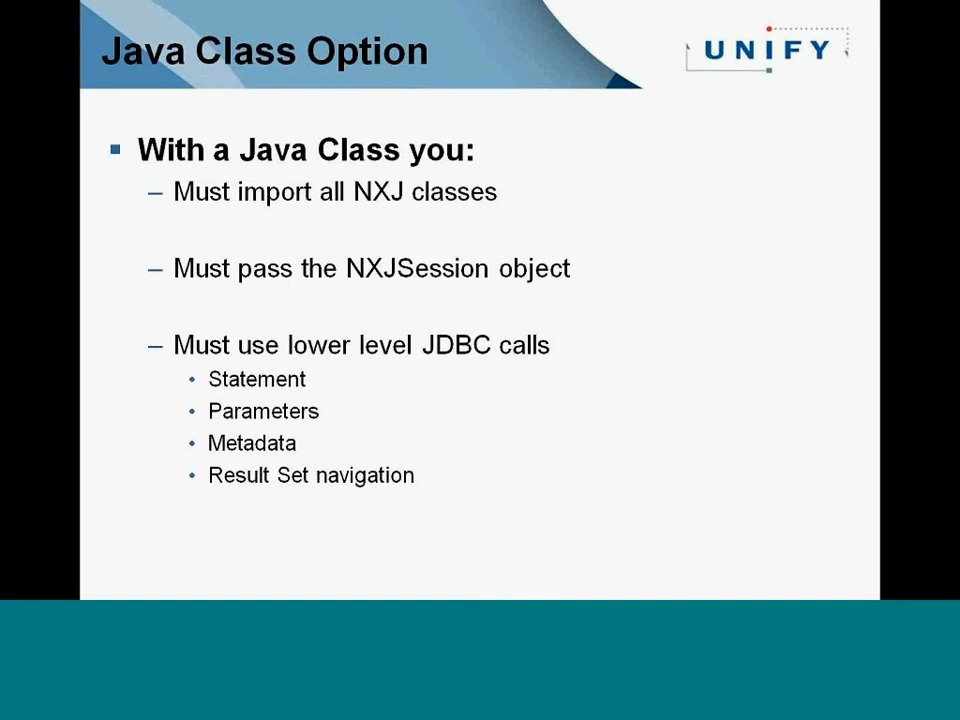 Java Class Option
UNIFY
▪ With a Java Class you:
– Must import all NXJ classes
– Must pass the NXJSession object
– Must use lower level JDBC calls
• Statement
• Parameters
• Metadata
• Result Set navigation